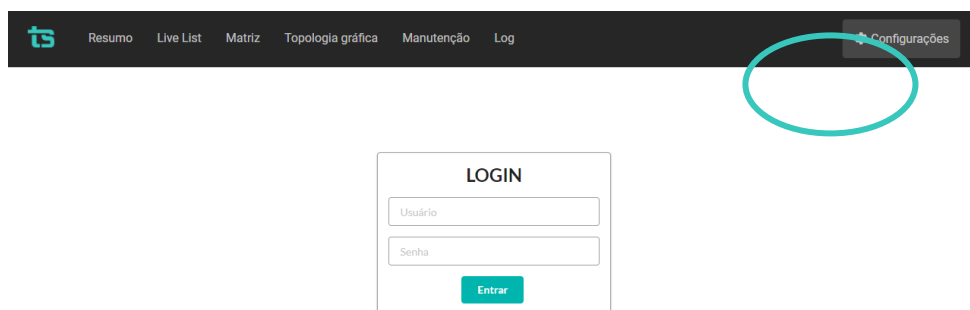 ts Resumo Live List Matriz Topologia gráfica Manutenção Log Configurações
LOGIN
Usuário
Senha
Entrar